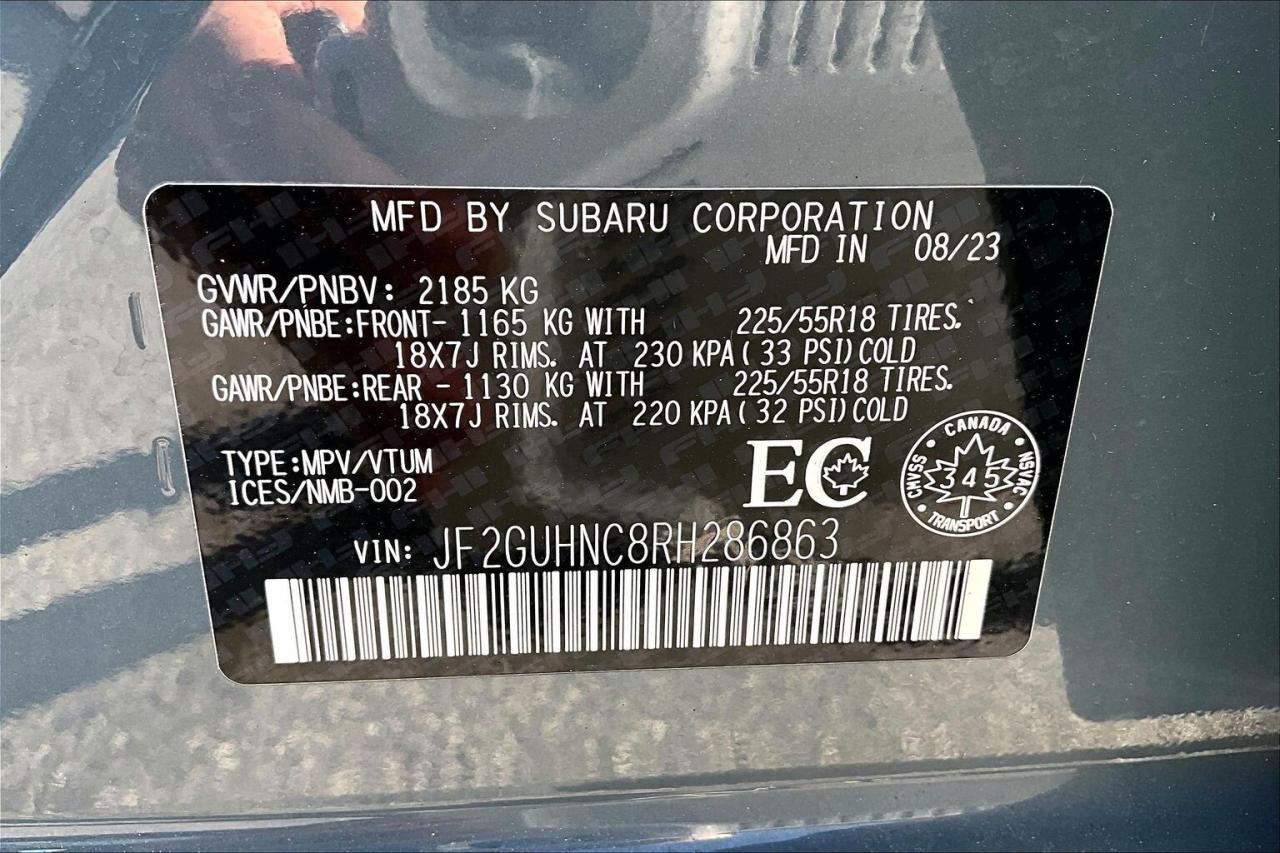 MFD BY SUBARU CORPORATION
MFD IN 08/23
GVWR/PNBV: 2185 KG
GAWR/PNBE:FRONT- 1165 KG WITH 225/55R18 TIRES.
18X7J RIMS. AT 230 KPA( 33 PSI)COLD
GAWR/PNBE:REAR - 1130 KG WITH 225/55R18 TIRES.
18X7J RIMS. AT 220 KPA( 32 PSI)COLD
TYPE:MPV/VTUM
ICES/NMB-002
EC
CANADA
CMVSS 345 NSVAC
TRANSPORT
VIN: JF2GUHNC8RH286863